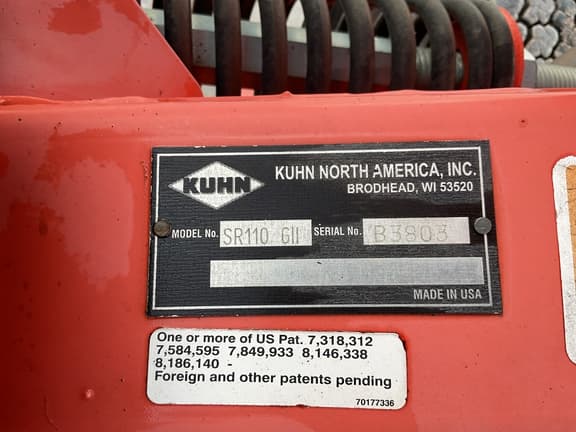 KUHN
KUHN NORTH AMERICA, INC.
BRODHEAD, WI 53520
MODEL No. SR110 GII SERIAL No. B3803
MADE IN USA
One or more of US Pat. 7,318,312
7,584,595 7,849,933 8,146,338
8,186,140 -
Foreign and other patents pending
70177336